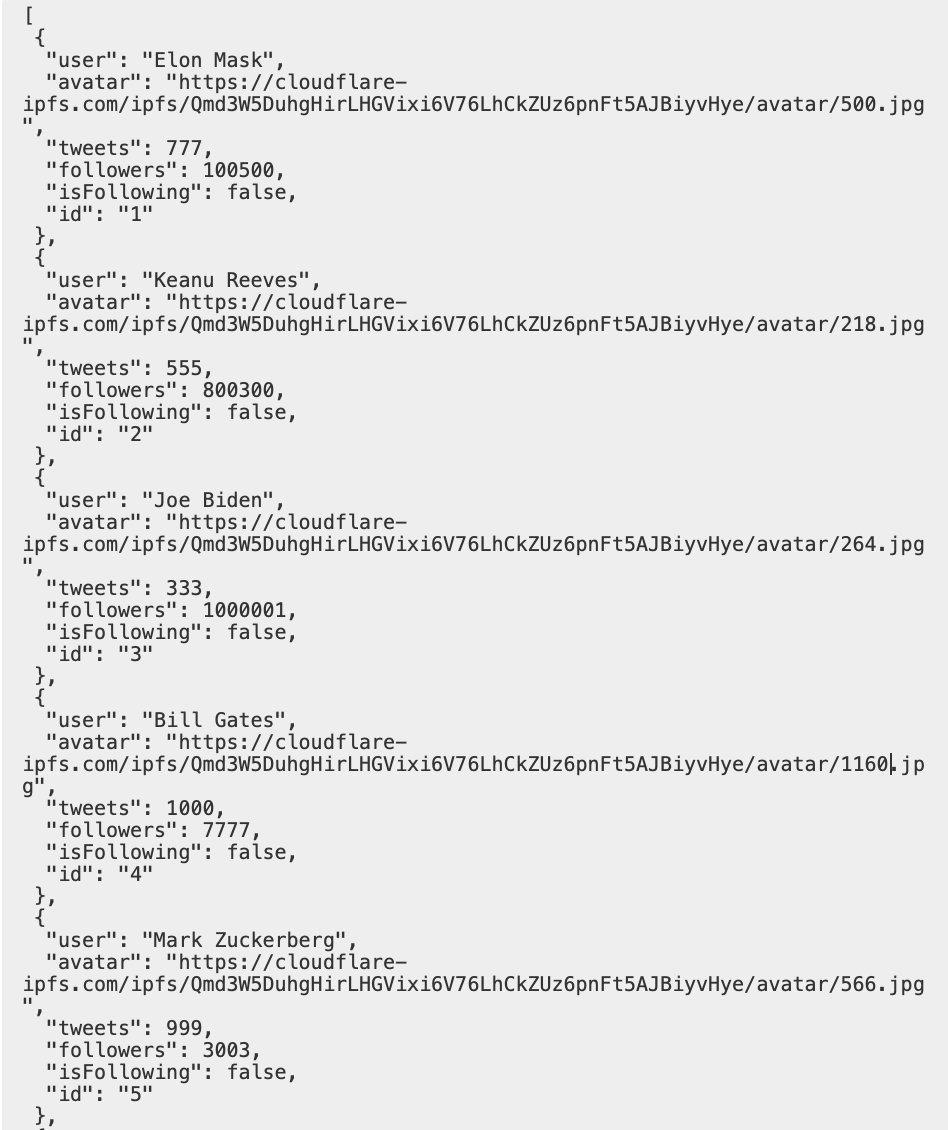 [
 {
  "user": "Elon Mask",
  "avatar": "https://cloudflare-
ipfs.com/ipfs/Qmd3W5DuhgHirLHGVixi6V76LhCkZUz6pnFt5AJBiyvHye/avatar/500.jpg
",
  "tweets": 777,
  "followers": 100500,
  "isFollowing": false,
  "id": "1"
 },
 {
  "user": "Keanu Reeves",
  "avatar": "https://cloudflare-
ipfs.com/ipfs/Qmd3W5DuhgHirLHGVixi6V76LhCkZUz6pnFt5AJBiyvHye/avatar/218.jpg
",
  "tweets": 555,
  "followers": 800300,
  "isFollowing": false,
  "id": "2"
 },
 {
  "user": "Joe Biden",
  "avatar": "https://cloudflare-
ipfs.com/ipfs/Qmd3W5DuhgHirLHGVixi6V76LhCkZUz6pnFt5AJBiyvHye/avatar/264.jpg
",
  "tweets": 333,
  "followers": 1000001,
  "isFollowing": false,
  "id": "3"
 },
 {
  "user": "Bill Gates",
  "avatar": "https://cloudflare-
ipfs.com/ipfs/Qmd3W5DuhgHirLHGVixi6V76LhCkZUz6pnFt5AJBiyvHye/avatar/1160.jp
g",
  "tweets": 1000,
  "followers": 7777,
  "isFollowing": false,
  "id": "4"
 },
 {
  "user": "Mark Zuckerberg",
  "avatar": "https://cloudflare-
ipfs.com/ipfs/Qmd3W5DuhgHirLHGVixi6V76LhCkZUz6pnFt5AJBiyvHye/avatar/566.jpg
",
  "tweets": 999,
  "followers": 3003,
  "isFollowing": false,
  "id": "5"
 },